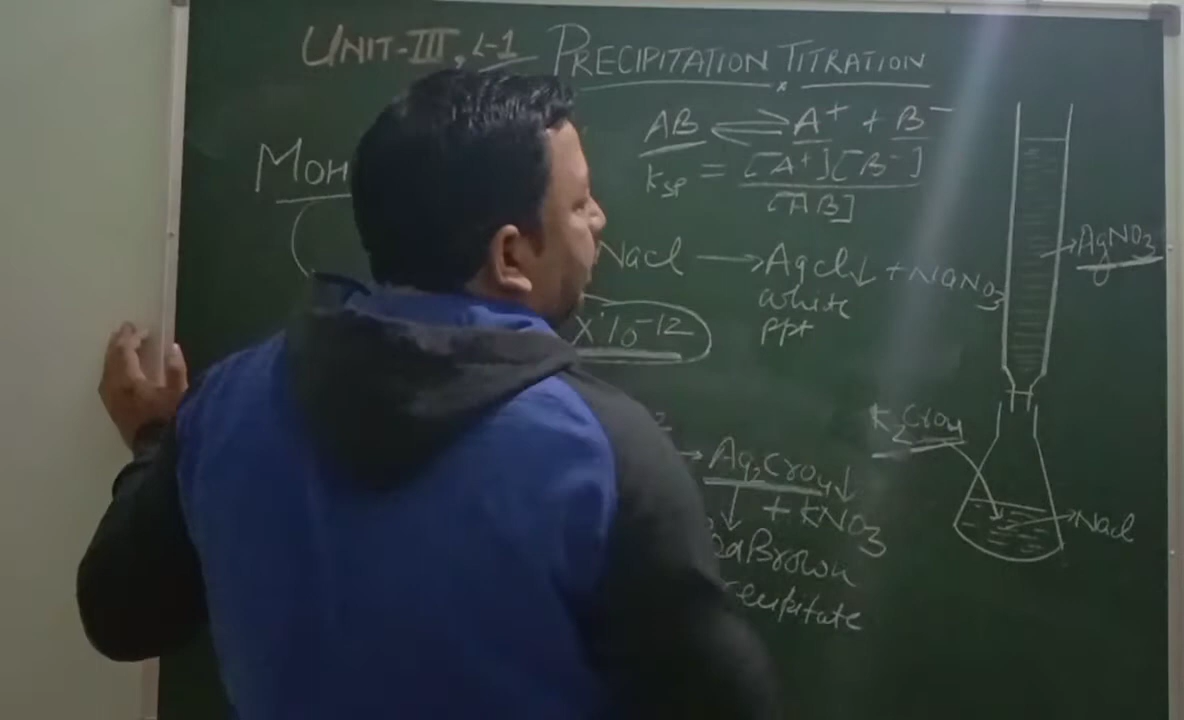 UNIT-III, L-1 PRECIPITATION TITRATION
AB ⇌ A⁺ + B⁻
Ksp = [A⁺][B⁻]
[AB]
MOH
NaCl → AgCl↓ + NaNO₃
white
ppt
X 10⁻¹²
→ AgNO₃
K₂CrO₄
→ Ag₂CrO₄↓
+ KNO₃
Brown
→ NaCl